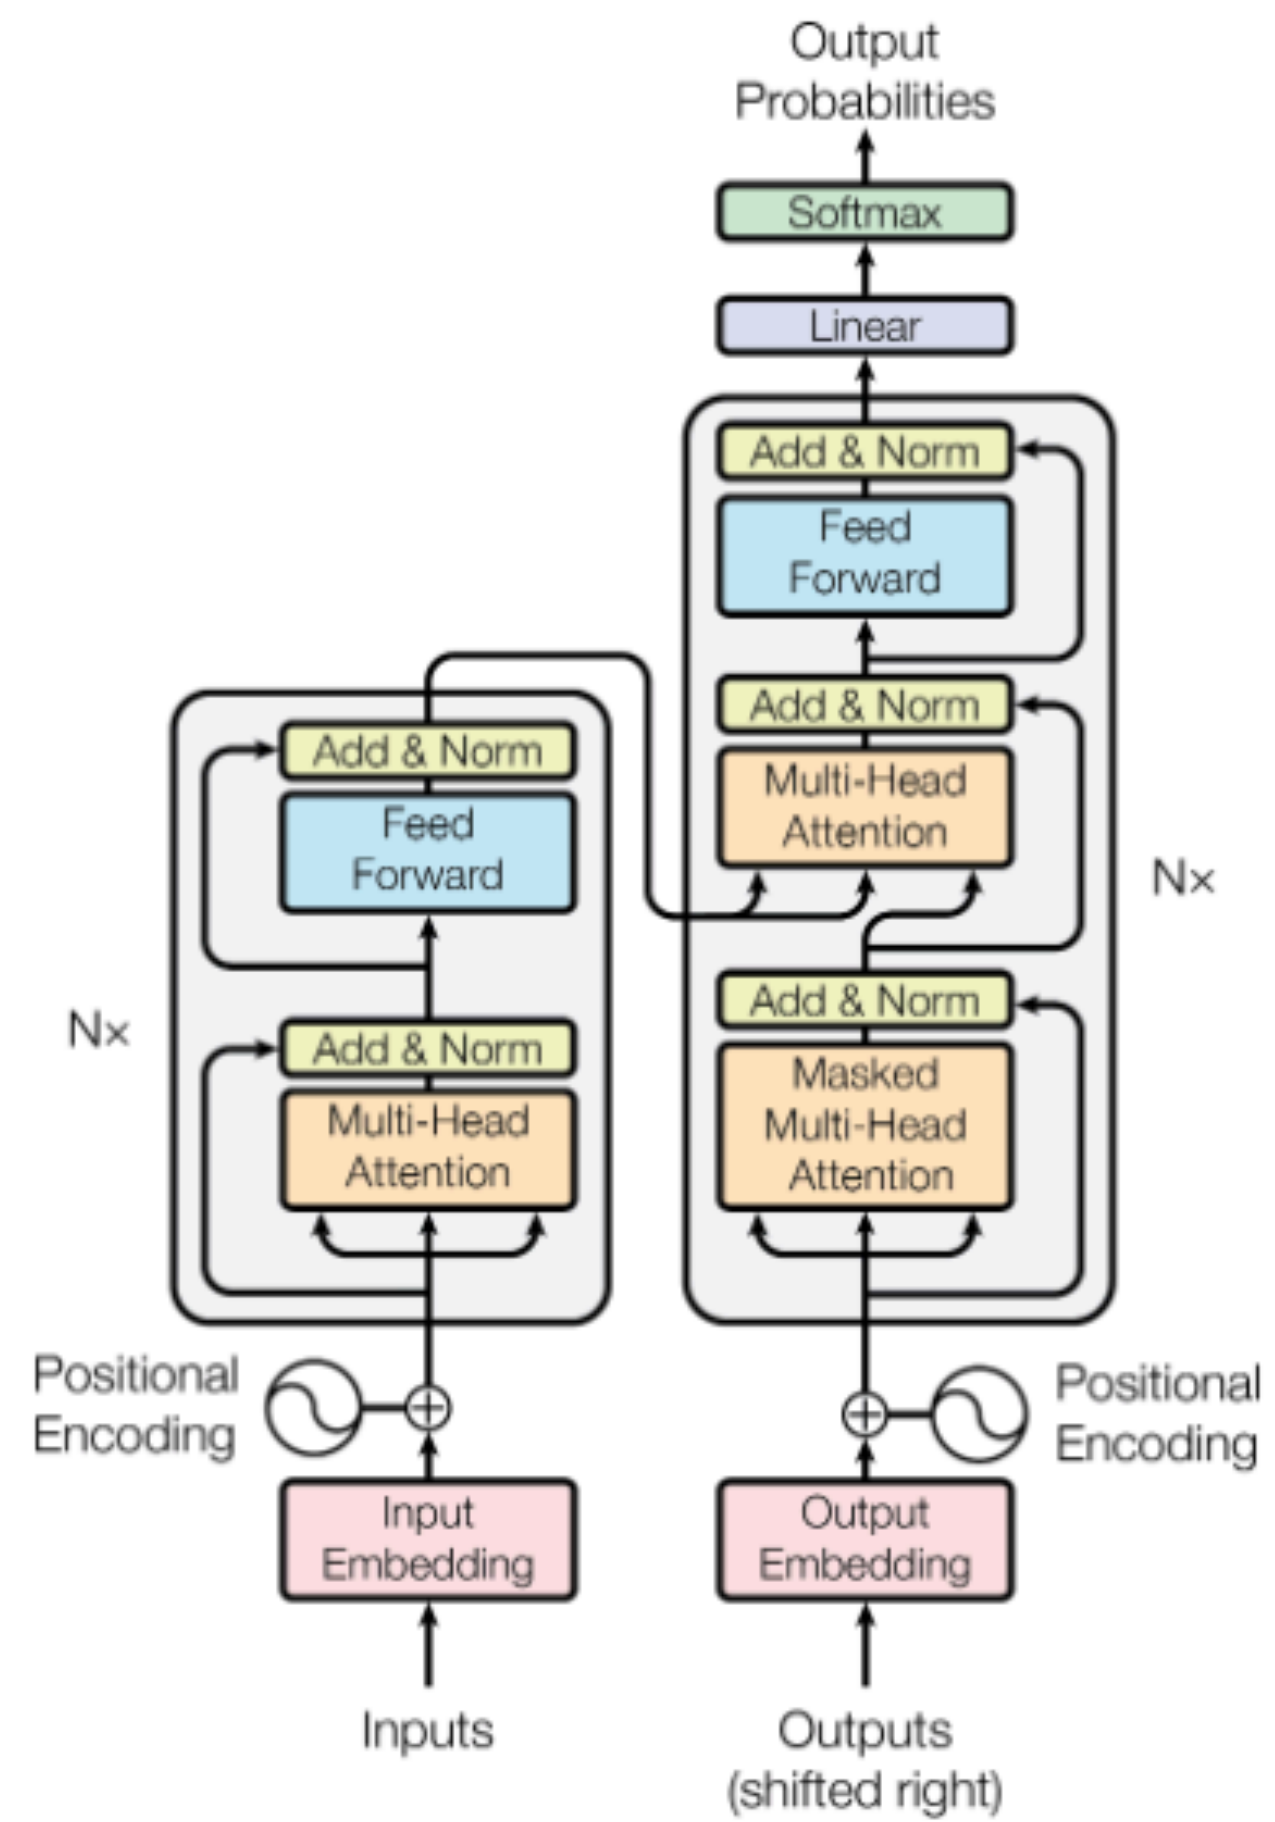 Output
Probabilities
Softmax
Linear
Add & Norm
Feed
Forward
Add & Norm
Multi-Head
Attention
Nx
Add & Norm
Masked
Multi-Head
Attention
Add & Norm
Feed
Forward
Nx
Add & Norm
Multi-Head
Attention
Positional
Encoding
Positional
Encoding
Input
Embedding
Output
Embedding
Inputs
Outputs
(shifted right)